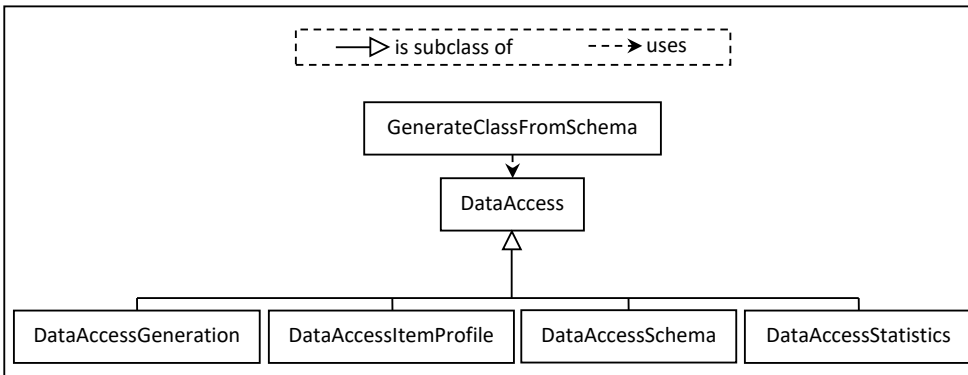 is subclass of uses
GenerateClassFromSchema
DataAccess
DataAccessGeneration DataAccessItemProfile DataAccessSchema DataAccessStatistics